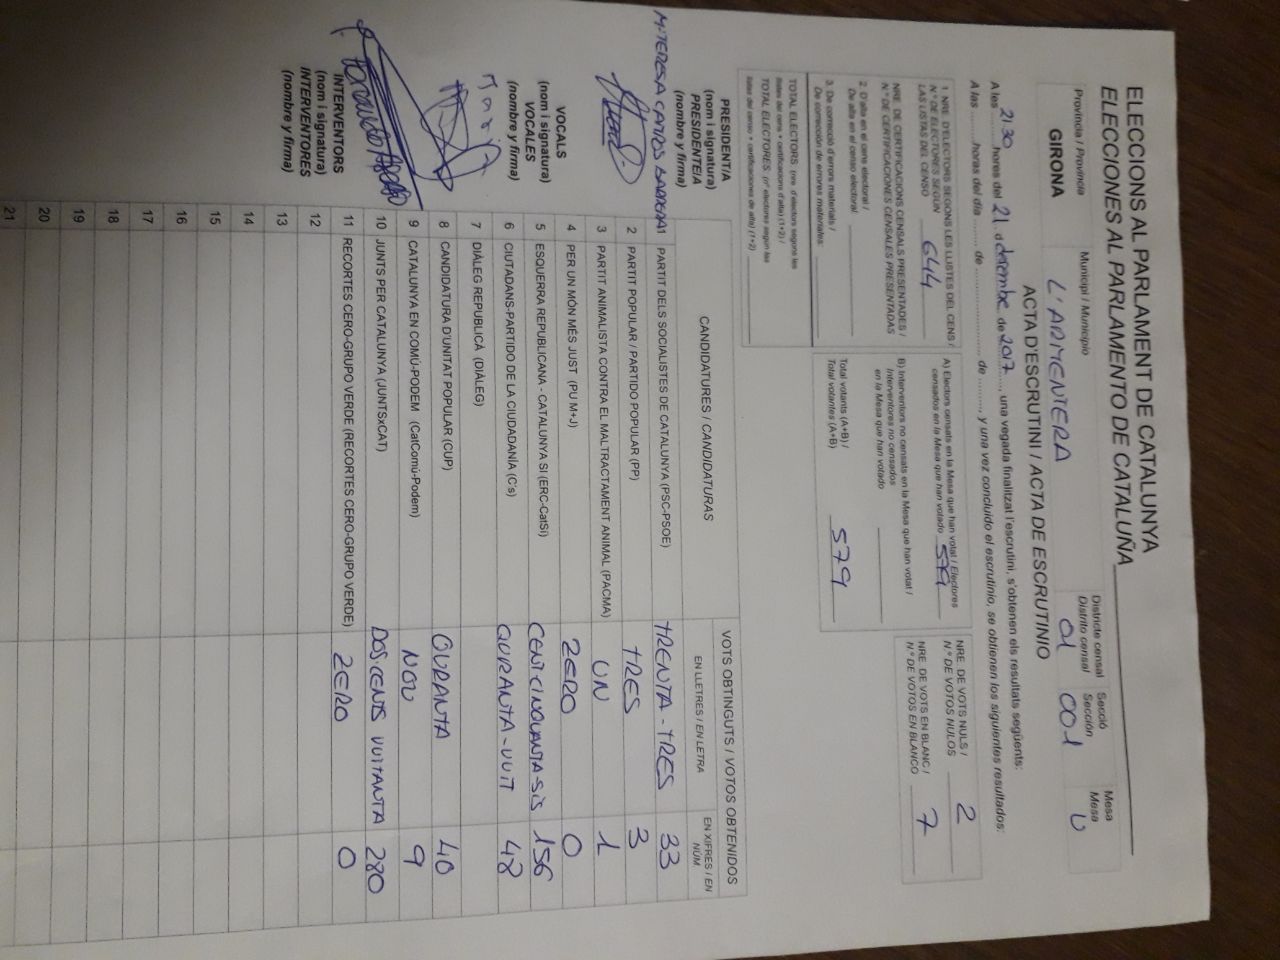 ELECCIONS AL PARLAMENT DE CATALUNYA
ELECCIONES AL PARLAMENTO DE CATALUÑA
Província / Provincia
GIRONA
Municipi / Municipio
L'ARMENTERA
Districte censal
Distrito censal
01
Secció
Sección
001
Mesa
Mesa
U
ACTA D'ESCRUTINI / ACTA DE ESCRUTINIO
A les 21'30 hores del 21 d desembre de 2017, una vegada finalitzat l'escrutini, s'obtenen els resultats següents:
A las ........ horas del día ........ de ........ de ........, y una vez concluido el escrutinio, se obtienen los siguientes resultados:
1. NRE. D'ELECTORS SEGONS LES LLISTES DEL CENS /
N.º DE ELECTORES SEGÚN
LAS LISTAS DEL CENSO 644
NRE. DE CERTIFICACIONS CENSALS PRESENTADES /
N.º DE CERTIFICACIONES CENSALES PRESENTADAS
2. D'alta en el cens electoral /
De alta en el censo electoral
3. De correcció d'errors materials /
De corrección de errores materiales:
TOTAL ELECTORS (nre. d'electors segons les
llistes del cens + certificacions d'alta) (1+2) /
TOTAL ELECTORES (nº electores según las
listas del censo + certificaciones de alta) (1+2)
A) Electors censats en la Mesa que han votat / Electores
censados en la Mesa que han votado 579
B) Interventors no censats en la Mesa que han votat /
Interventores no censados
en la Mesa que han votado
Total votants (A+B) /
Total votantes (A+B) 579
NRE. DE VOTS NULS /
N.º DE VOTOS NULOS 2
NRE. DE VOTS EN BLANC /
N.º DE VOTOS EN BLANCO 7
PRESIDENT/A
(nom i signatura)
PRESIDENTE/A
(nombre y firma)
M. TERESA
VOCALS
(nom i signatura)
VOCALES
(nombre y firma)
INTERVENTORS
(nom i signatura)
INTERVENTORES
(nombre y firma)
CANDIDATURES / CANDIDATURAS
VOTS OBTINGUTS / VOTOS OBTENIDOS
EN LLETRES / EN LETRA
EN XIFRES / EN NÚM
1 PARTIT DELS SOCIALISTES DE CATALUNYA (PSC-PSOE) TRENTA-TRES 33
2 PARTIT POPULAR / PARTIDO POPULAR (PP) TRES 3
3 PARTIT ANIMALISTA CONTRA EL MALTRACTAMENT ANIMAL (PACMA) UN 1
4 PER UN MÓN MÉS JUST (PU M+J) ZERO 0
5 ESQUERRA REPUBLICANA - CATALUNYA SI (ERC-CatSí) CENT CINQUANTA SIS 156
6 CIUTADANS-PARTIDO DE LA CIUDADANÍA (C's) QURANTA-VUIT 48
7 DIÀLEG REPUBLICÀ (DIÀLEG)
8 CANDIDATURA D'UNITAT POPULAR (CUP) QURANTA 40
9 CATALUNYA EN COMÚ-PODEM (CatComú-Podem) NOU 9
10 JUNTS PER CATALUNYA (JUNTSxCAT) DOSCENTS VUITANTA 280
11 RECORTES CERO-GRUPO VERDE (RECORTES CERO-GRUPO VERDE) ZERO 0
12
13
14
15
16
17
18
19
20
21